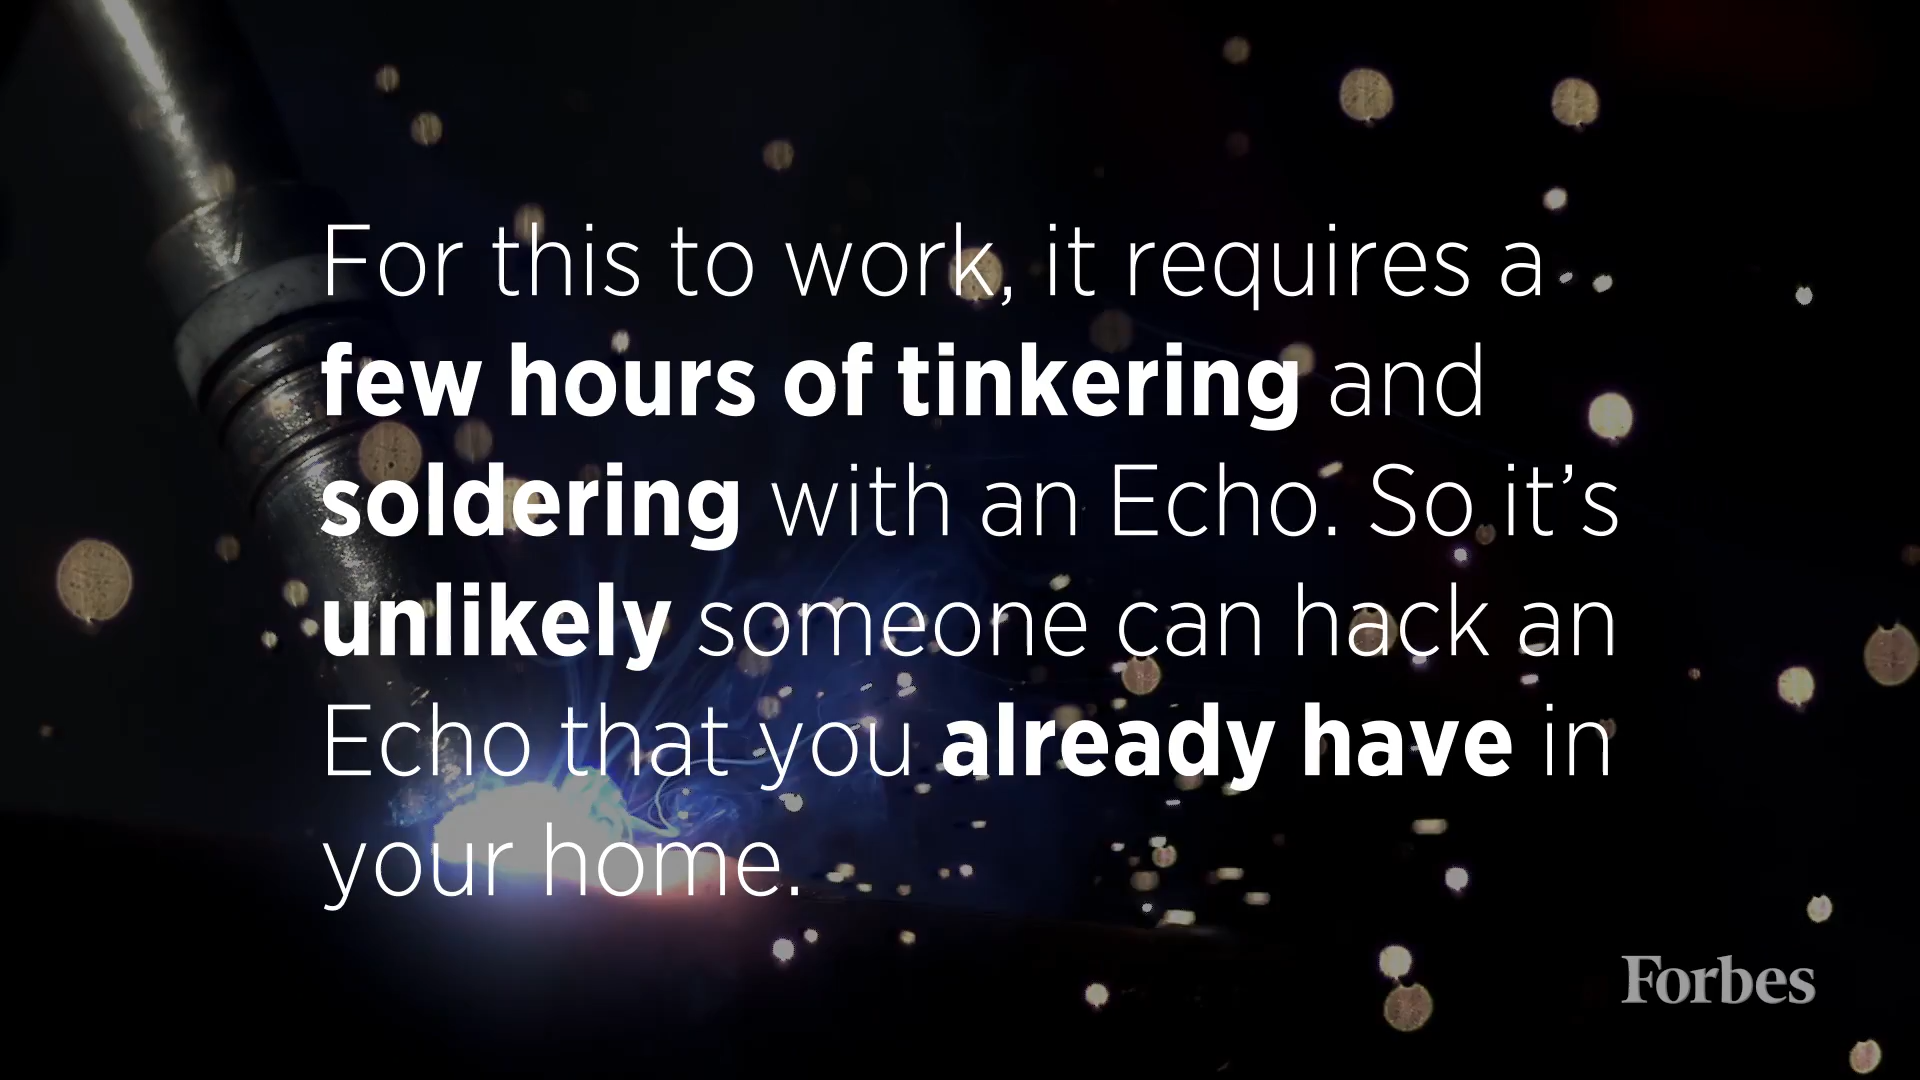 For this to work, it requires a
few hours of tinkering and
soldering with an Echo. So it’s
unlikely someone can hack an
Echo that you already have in
your home.
Forbes